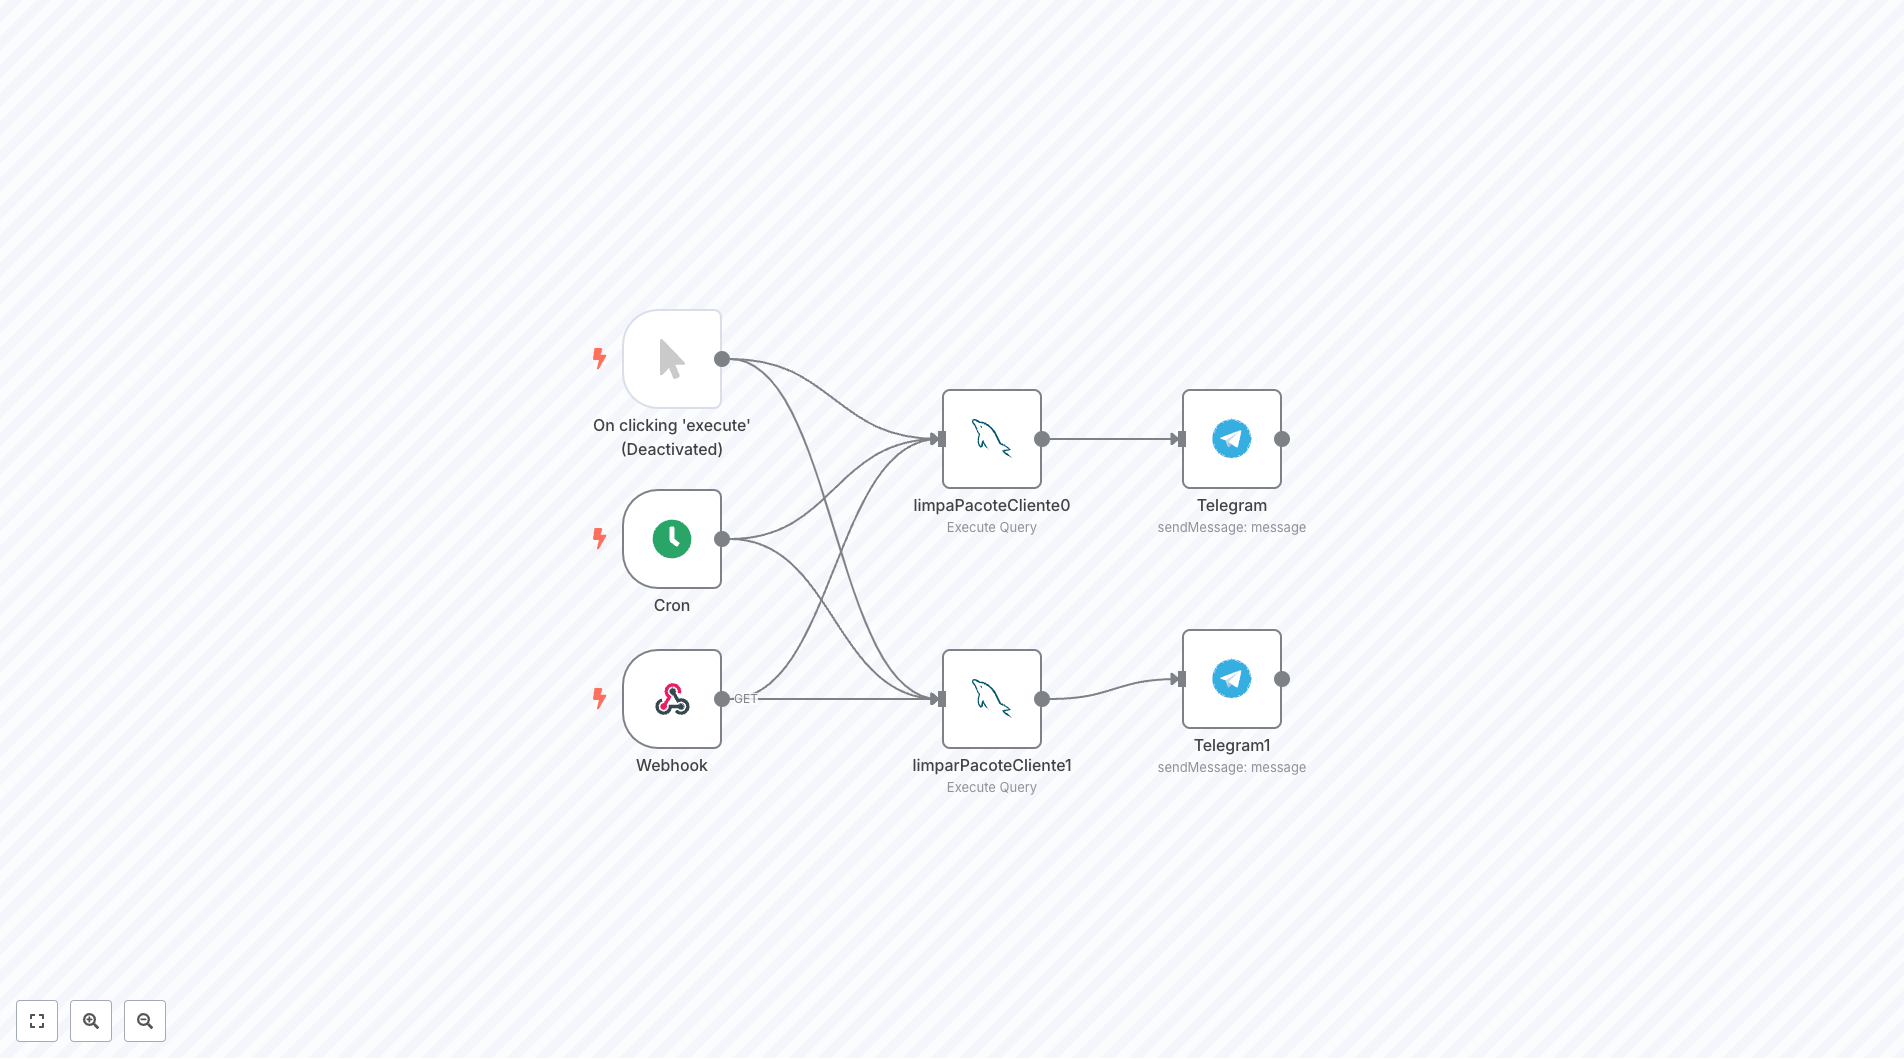 On clicking 'execute'
(Deactivated)
Cron
GET
Webhook
limpaPacoteCliente0
Execute Query
Telegram
sendMessage: message
limparPacoteCliente1
Execute Query
Telegram1
sendMessage: message